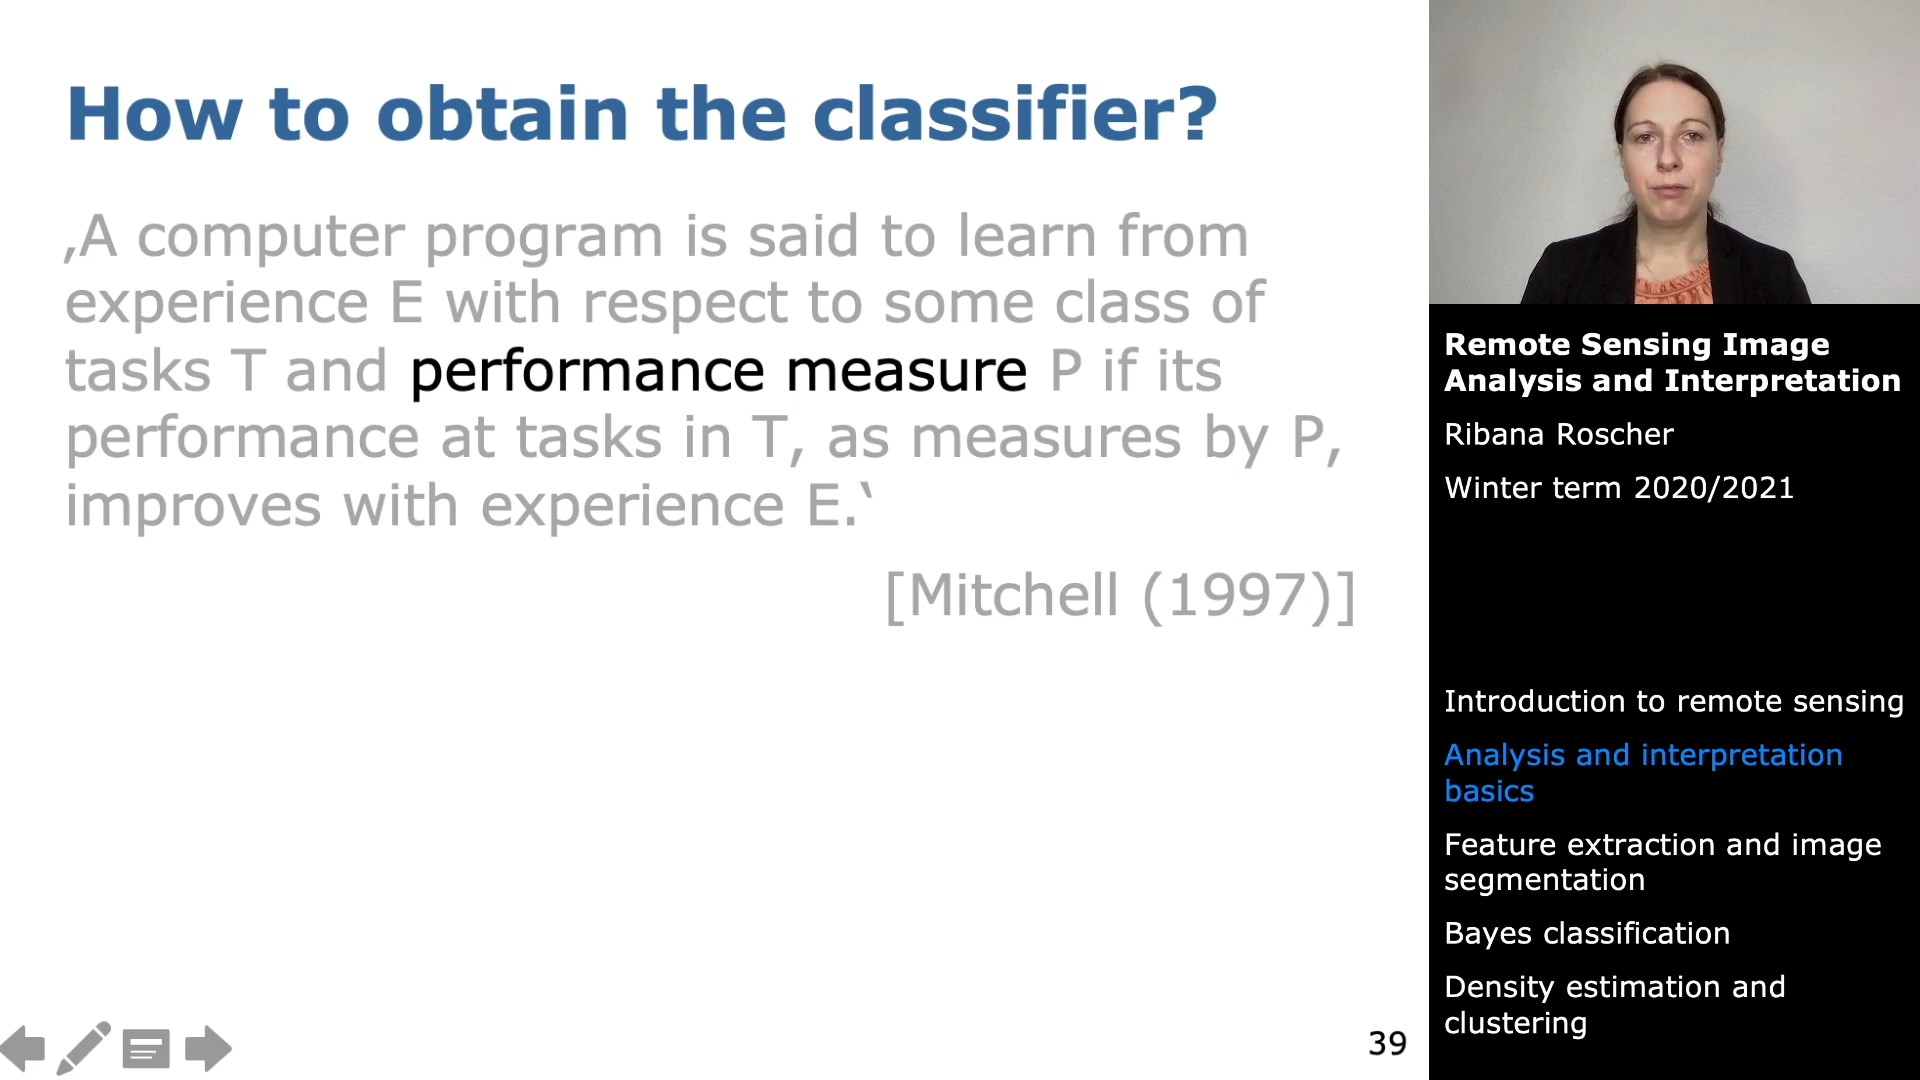 How to obtain the classifier?
‚A computer program is said to learn from
experience E with respect to some class of
tasks T and performance measure P if its
performance at tasks in T, as measures by P,
improves with experience E.‛
[Mitchell (1997)]
39
Remote Sensing Image
Analysis and Interpretation
Ribana Roscher
Winter term 2020/2021
Introduction to remote sensing
Analysis and interpretation
basics
Feature extraction and image
segmentation
Bayes classification
Density estimation and
clustering